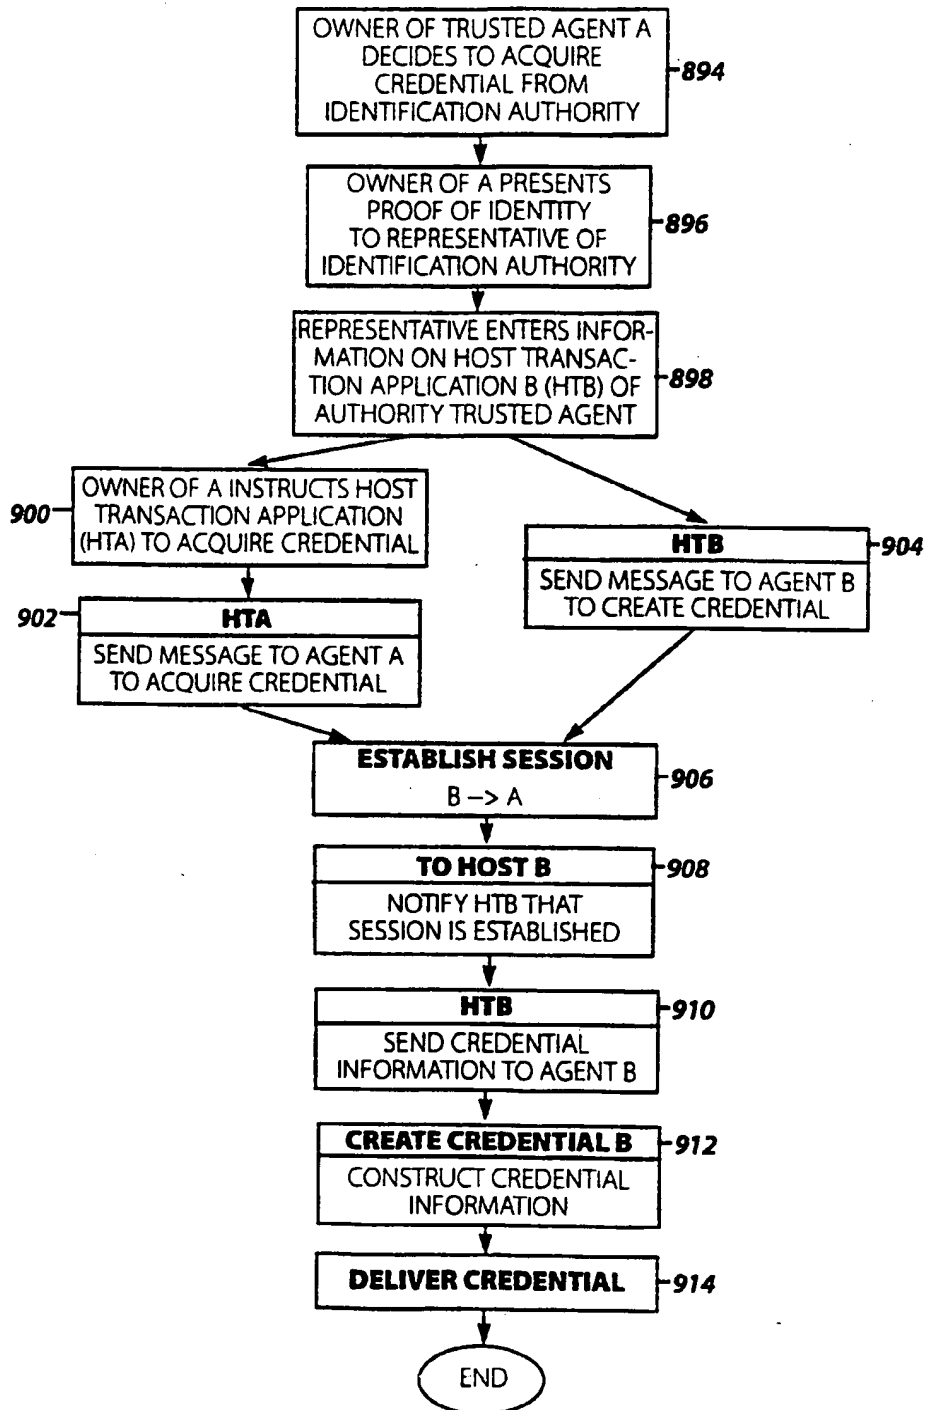 OWNER OF TRUSTED AGENT A
DECIDES TO ACQUIRE
CREDENTIAL FROM
IDENTIFICATION AUTHORITY
894
OWNER OF A PRESENTS
PROOF OF IDENTITY
TO REPRESENTATIVE OF
IDENTIFICATION AUTHORITY
896
REPRESENTATIVE ENTERS INFOR-
MATION ON HOST TRANSAC-
TION APPLICATION B (HTB) OF
AUTHORITY TRUSTED AGENT
898
900
OWNER OF A INSTRUCTS HOST
TRANSACTION APPLICATION
(HTA) TO ACQUIRE CREDENTIAL
902
HTA
SEND MESSAGE TO AGENT A
TO ACQUIRE CREDENTIAL
HTB
904
SEND MESSAGE TO AGENT B
TO CREATE CREDENTIAL
ESTABLISH SESSION
906
B -> A
TO HOST B
908
NOTIFY HTB THAT
SESSION IS ESTABLISHED
HTB
910
SEND CREDENTIAL
INFORMATION TO AGENT B
CREATE CREDENTIAL B
912
CONSTRUCT CREDENTIAL
INFORMATION
DELIVER CREDENTIAL
914
END